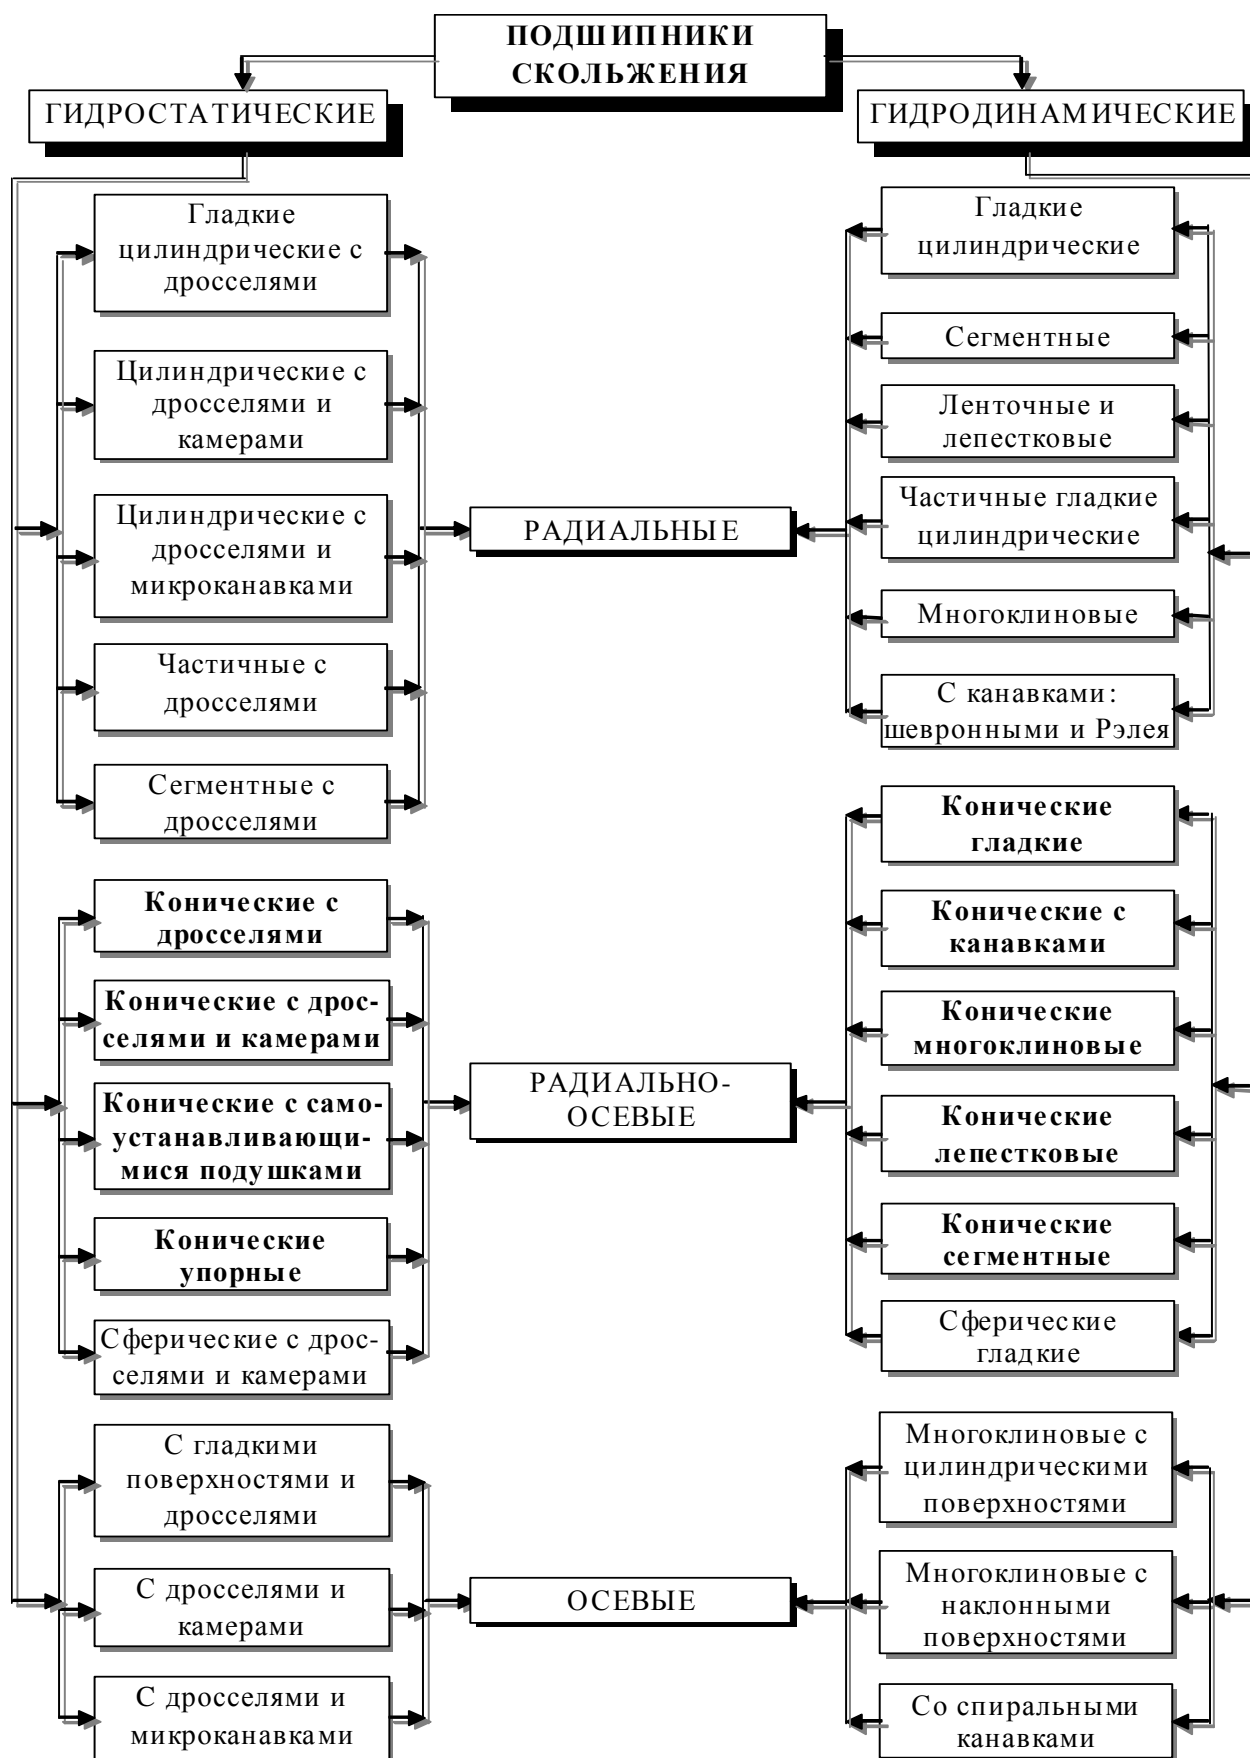 ПОДШИПНИКИ
СКОЛЬЖЕНИЯ
ГИДРОСТАТИЧЕСКИЕ
ГИДРОДИНАМИЧЕСКИЕ
Гладкие
цилиндрические с
дросселями
Цилиндрические с
дросселями и
камерами
Цилиндрические с
дросселями и
микроканавками
Частичные с
дросселями
Сегментные с
дросселями
РАДИАЛЬНЫЕ
Гладкие
цилиндрические
Сегментные
Ленточные и
лепестковые
Частичные гладкие
цилиндрические
Многоклиновые
С канавками:
шевронными и Рэлея
Конические с
дросселями
Конические с дрос-
селями и камерами
Конические с само-
устанавливающи-
мися подушками
Конические
упорные
Сферические с дрос-
селями и камерами
РАДИАЛЬНО-
ОСЕВЫЕ
Конические
гладкие
Конические с
канавками
Конические
многоклиновые
Конические
лепестковые
Конические
сегментные
Сферические
гладкие
С гладкими
поверхностями и
дросселями
С дросселями и
камерами
С дросселями и
микроканавками
ОСЕВЫЕ
Многоклиновые с
цилиндрическими
поверхностями
Многоклиновые с
наклонными
поверхностями
Со спиральными
канавками